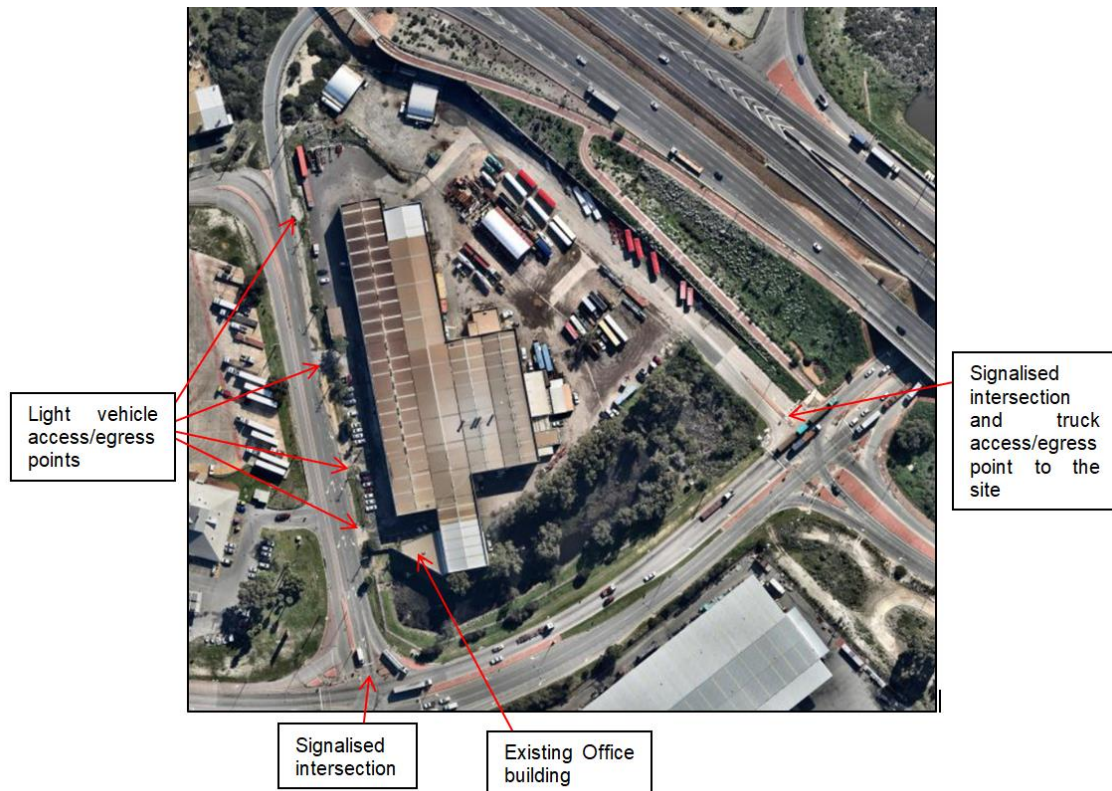 Light vehicle
access/egress
points
Signalised
intersection
and truck
access/egress
point to the
site
Signalised
intersection
Existing Office
building